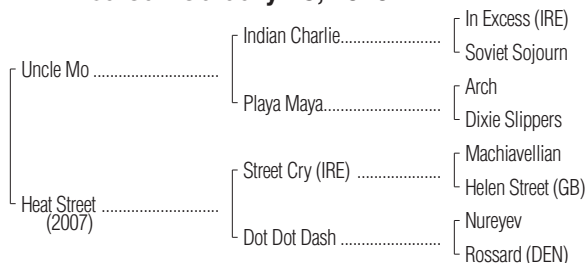 In Excess (IRE)
Indian Charlie
Soviet Sojourn
Uncle Mo
Arch
Playa Maya
Dixie Slippers
Machiavellian
Street Cry (IRE)
Helen Street (GB)
Heat Street
(2007)
Nureyev
Dot Dot Dash
Rossard (DEN)